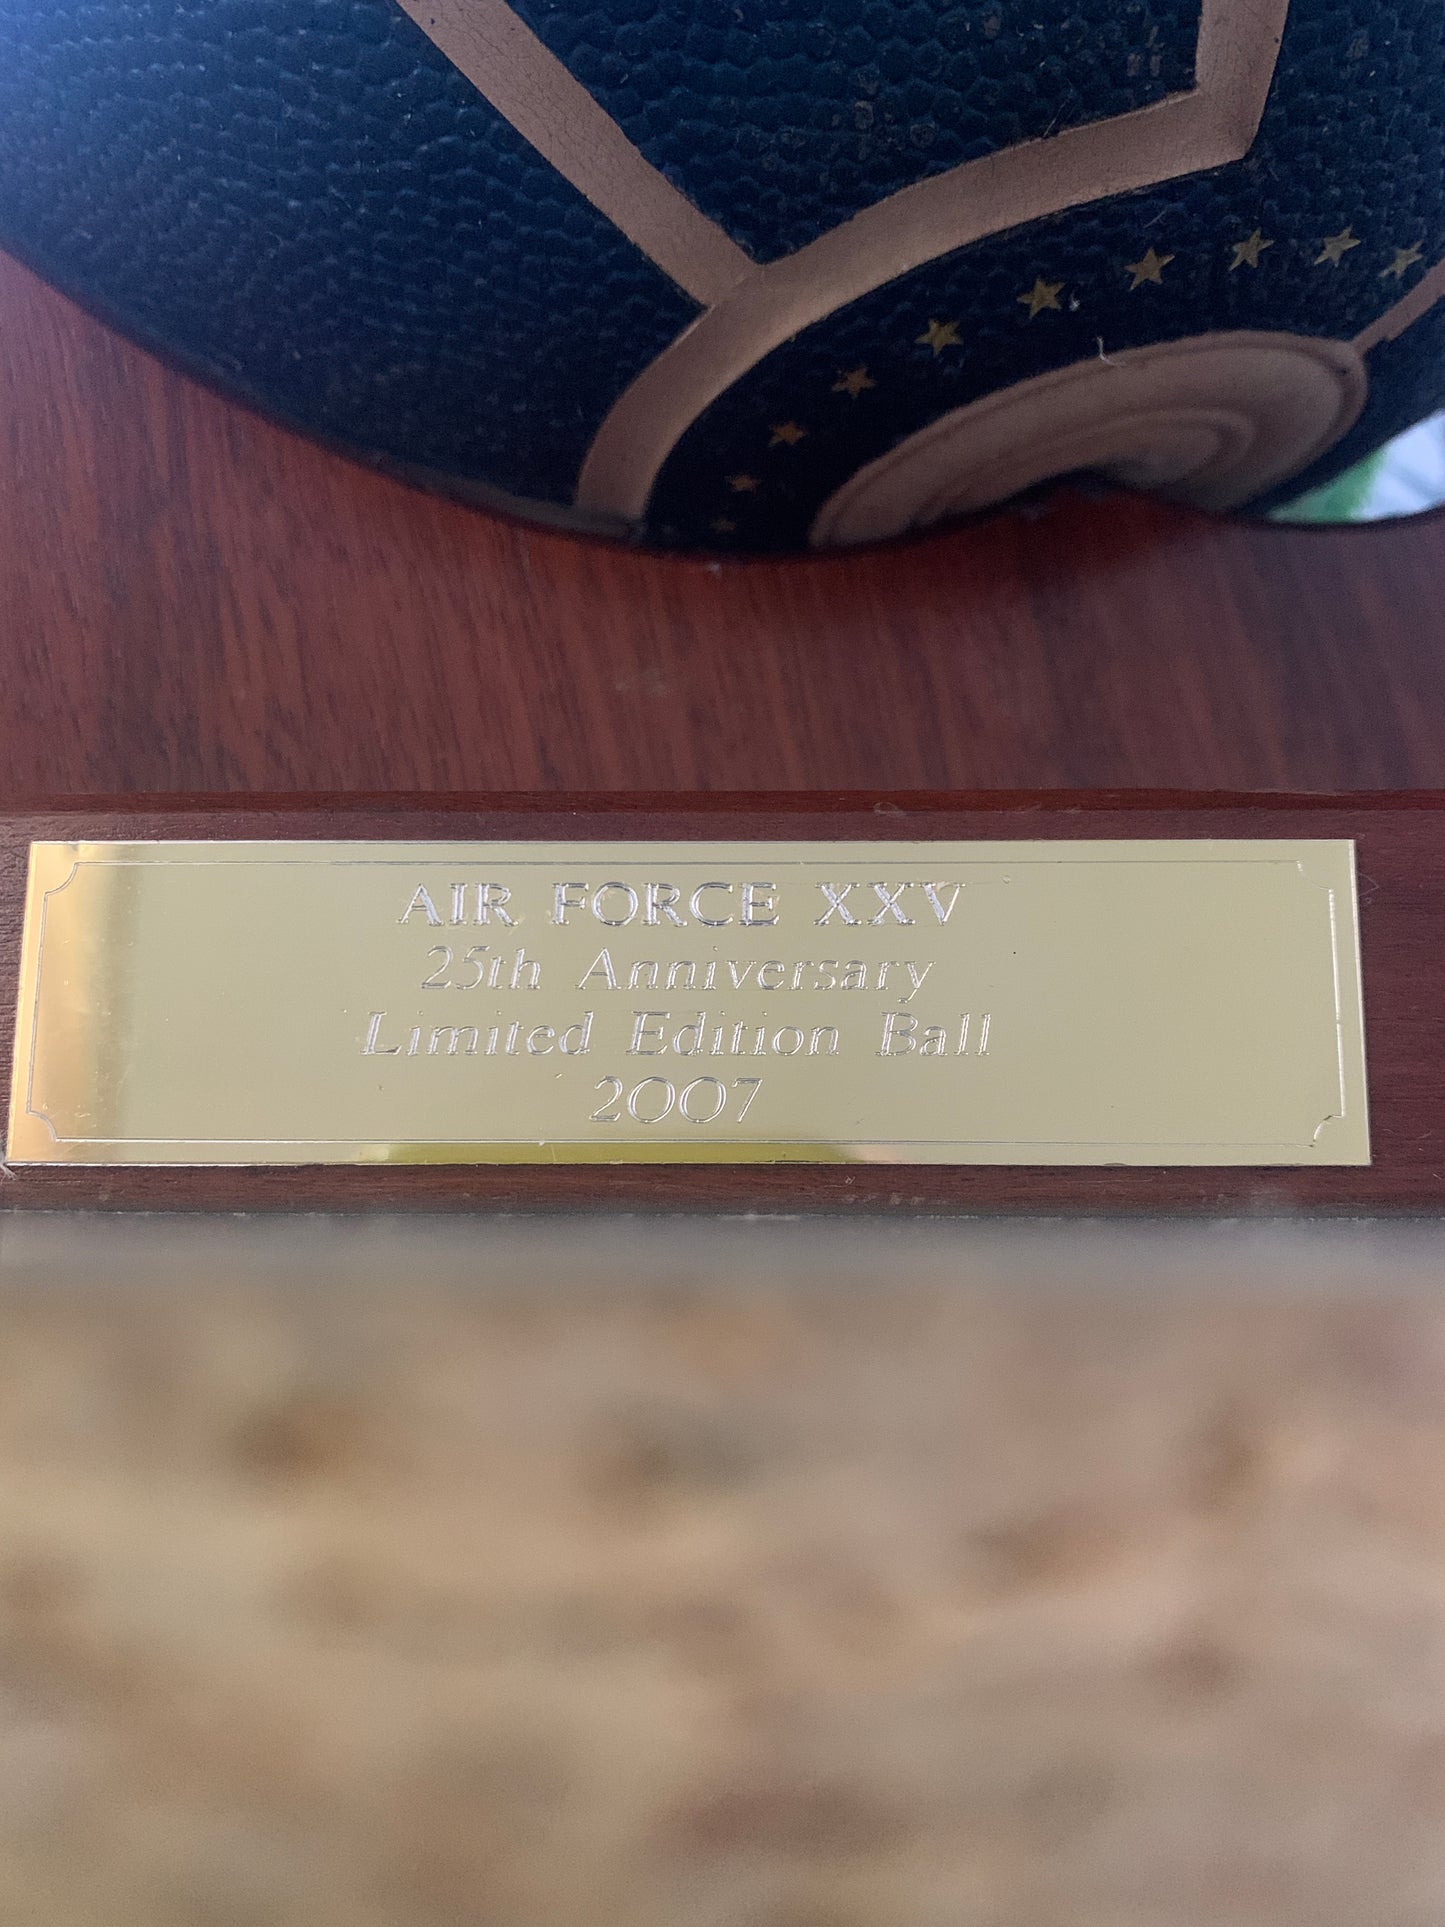 AIR FORCE XXV
25th Anniversary
Limited Edition Ball
2007